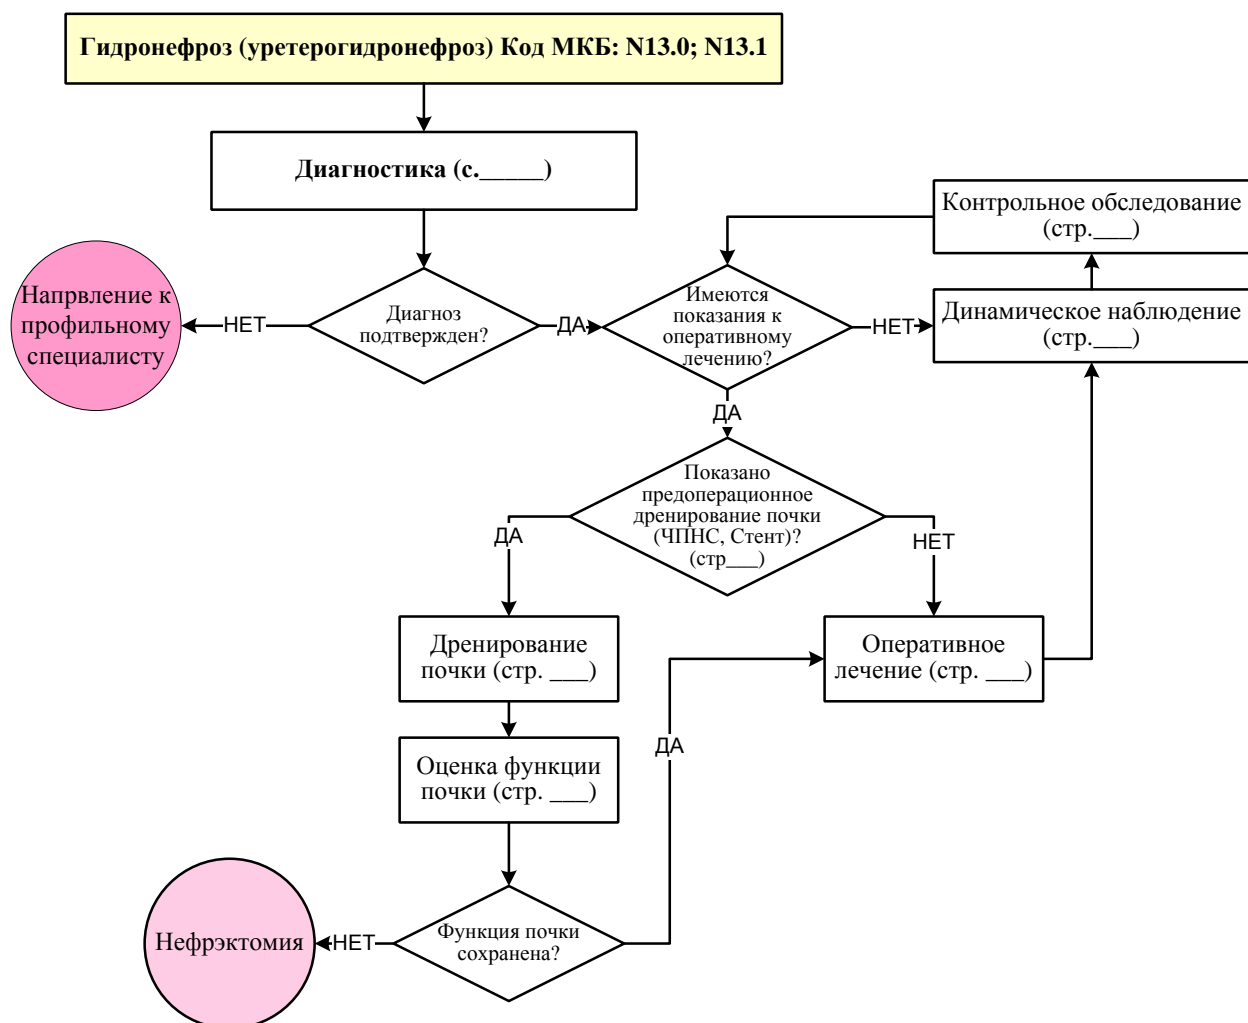 Гидронефроз (уретерогидронефроз) Код МКБ: N13.0; N13.1
Диагностика (с._____)
Контрольное обследование
(стр.___)
Напрвление к
профильному
специалисту
НЕТ
Диагноз
подтвержден?
ДА
Имеются
показания к
оперативному
лечению?
НЕТ
Динамическое наблюдение
(стр.___)
ДА
Показано
предоперационное
дренирование почки
(ЧПНС, Стент)?
(стр___)
ДА
НЕТ
Дренирование
почки (стр. ___)
Оперативное
лечение (стр. ___)
Оценка функции
почки (стр. ___)
ДА
Нефрэктомия
НЕТ
Функция почки
сохранена?